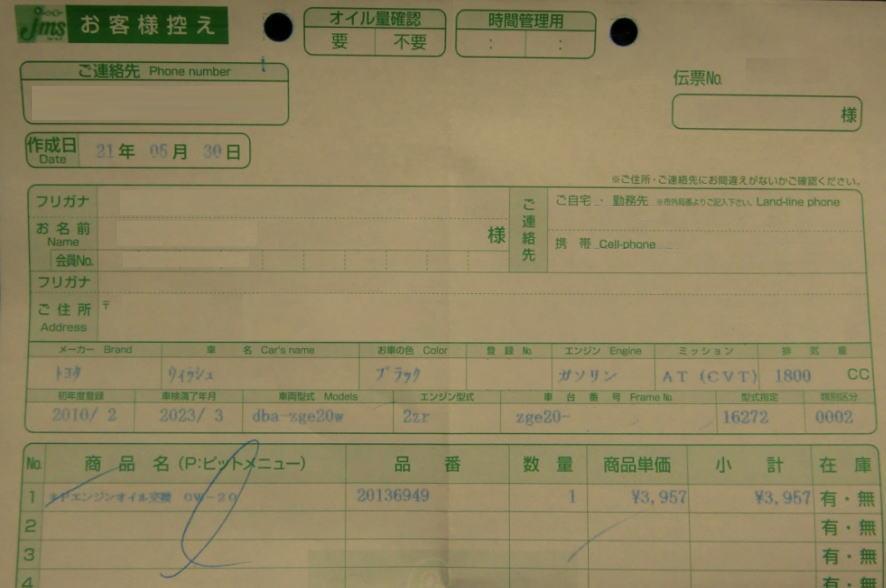 jms お客様控え オイル量確認 時間管理用
要 不要 : :
ご連絡先 Phone number
伝票No.
様
作成日 Date 21年 05月 30日
※ご住所・ご連絡先にお間違えがないかご確認ください。
フリガナ
ご連絡先
ご自宅・勤務先 ※市外局番よりご記入下さい。 Land-line phone
お名前 Name 様
携帯 Cell-phone
会員No.
フリガナ
ご住所 Address 〒
メーカー Brand 車名 Car's name お車の色 Color 登録No. エンジン Engine ミッション 排気量
トヨタ ウィッシュ ブラック ガソリン AT (CVT) 1800 CC
初年度登録 車検満了年月 車両型式 Models エンジン型式 車台番号 Frame No. 型式指定 類別区分
2010/ 2 2023/ 3 dba-zge20w 2zr zge20- 16272 0002
No. 商品名 (P:ピットメニュー) 品番 数量 商品単価 小計 在庫
1 エンジンオイル交換 0W-20 20136949 1 ¥3,957 ¥3,957 有・無
2 有・無
3 有・無
4 有・無